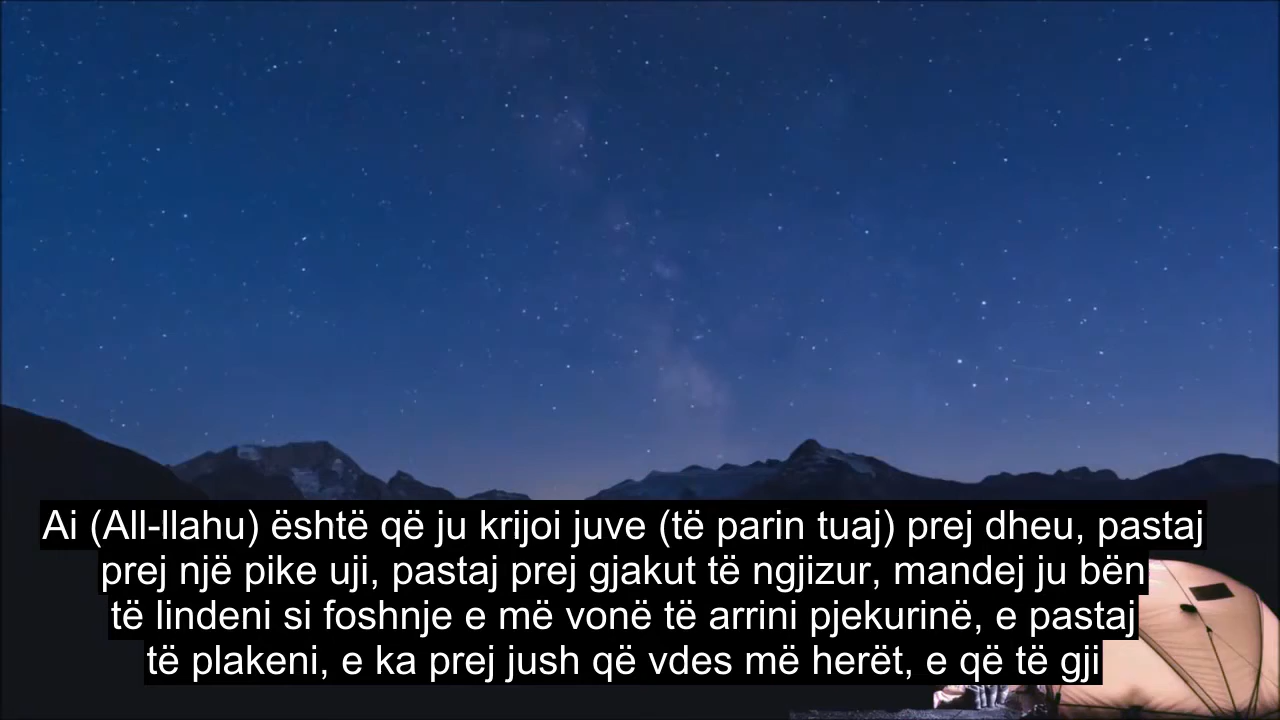 Ai (All-llahu) është që ju krijoi juve (të parin tuaj) prej dheu, pastaj
prej një pike uji, pastaj prej gjakut të ngjizur, mandej ju bën
të lindeni si foshnje e më vonë të arrini pjekurinë, e pastaj
të plakeni, e ka prej jush që vdes më herët, e që të gji